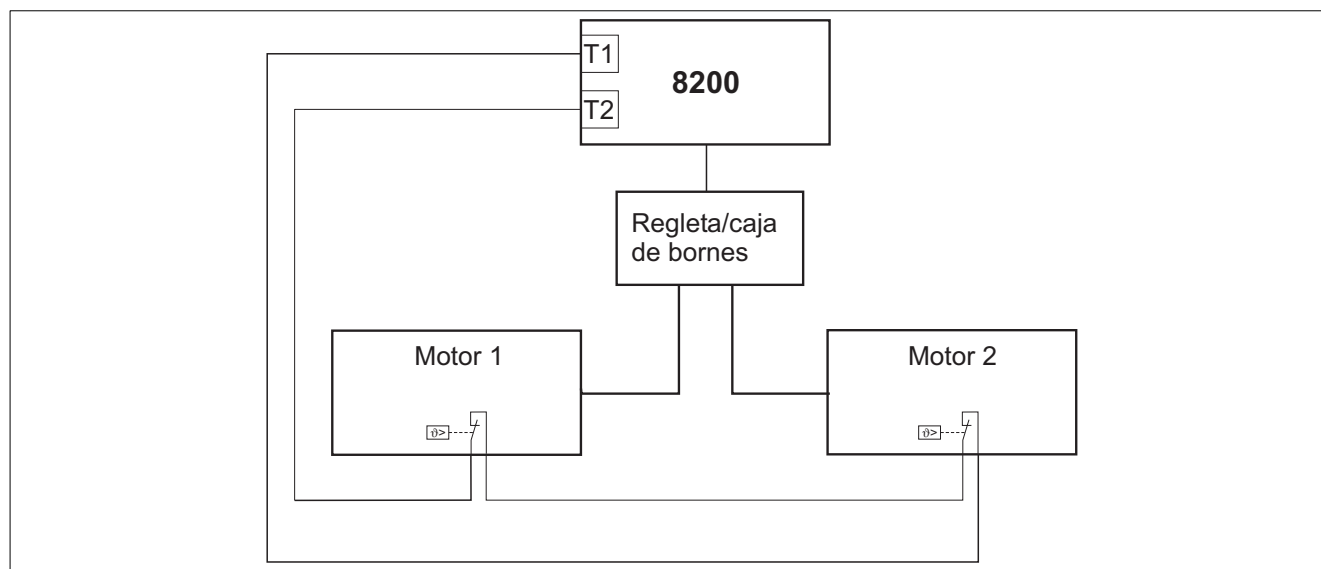 T1
8200
T2
Regleta/caja
de bornes
Motor 1
Motor 2
ϑ>
ϑ>